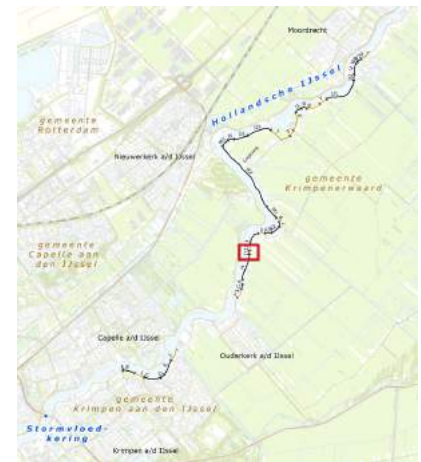 Moordrecht
Hollandsche IJssel
gemeente
Rotterdam
Nieuwerkerk a/d IJssel
gemeente
Krimpenerwaard
gemeente
Capelle aan
den IJssel
Capelle a/d IJssel
Ouderkerk a/d IJssel
gemeente
Krimpen aan den IJssel
Stormvloed-
kering
Krimpen a/d IJssel